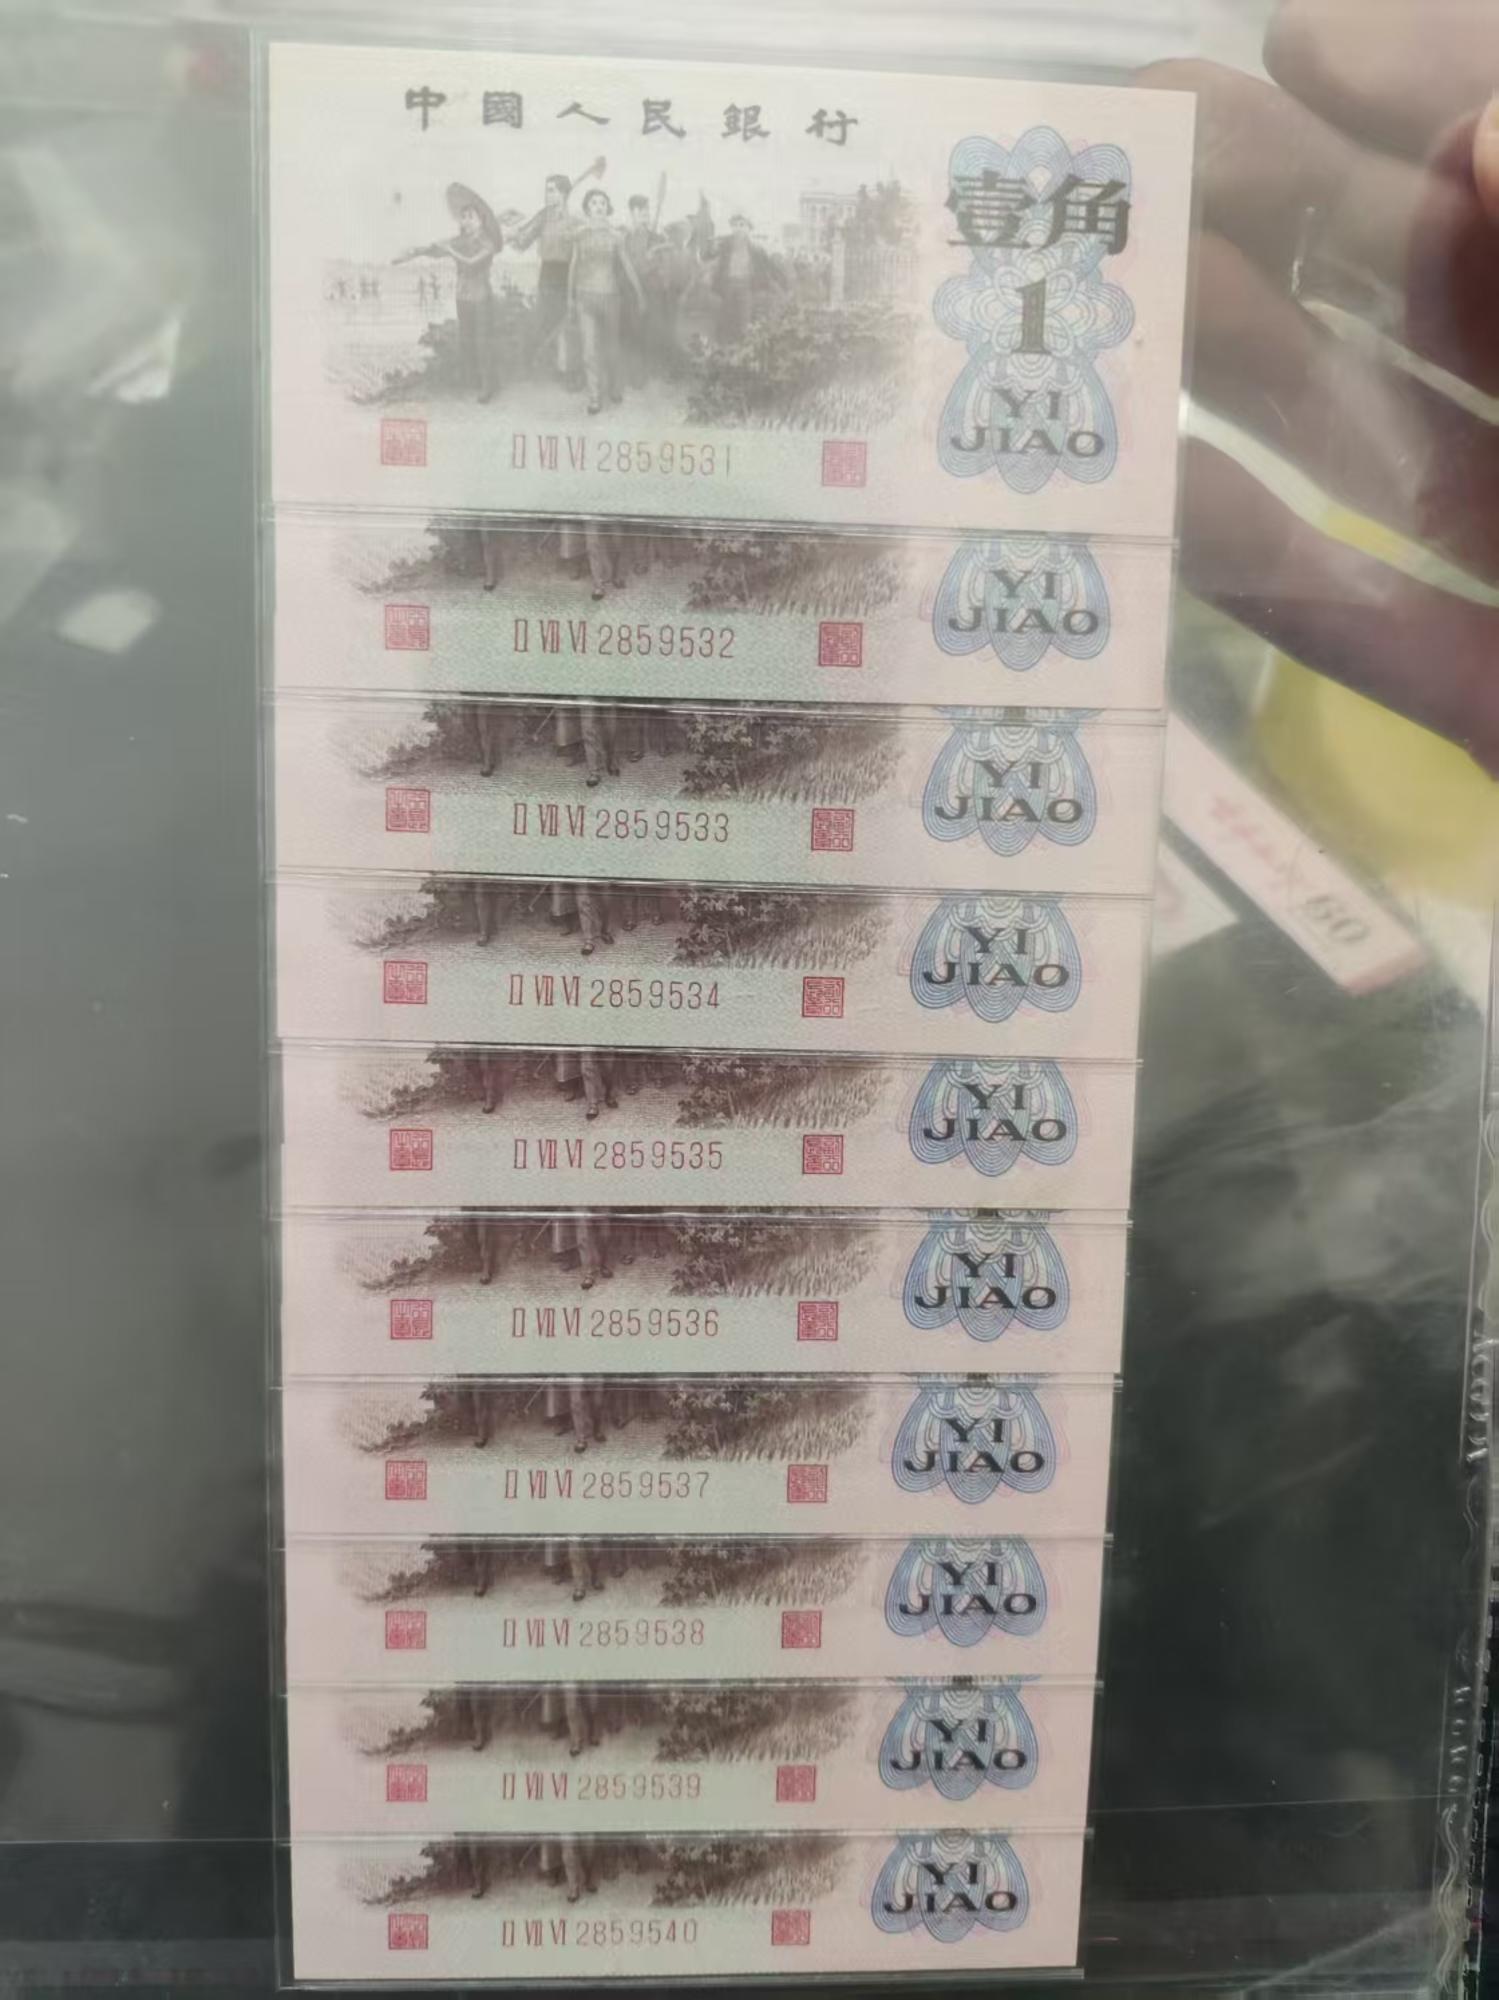 中國人民銀行
壹角
1
YI
JIAO
Ⅱ Ⅶ Ⅵ 2859531
YI
JIAO
Ⅱ Ⅶ Ⅵ 2859532
YI
JIAO
Ⅱ Ⅶ Ⅵ 2859533
YI
JIAO
Ⅱ Ⅶ Ⅵ 2859534
YI
JIAO
Ⅱ Ⅶ Ⅵ 2859535
YI
JIAO
Ⅱ Ⅶ Ⅵ 2859536
YI
JIAO
Ⅱ Ⅶ Ⅵ 2859537
YI
JIAO
Ⅱ Ⅶ Ⅵ 2859538
YI
JIAO
Ⅱ Ⅶ Ⅵ 2859539
YI
JIAO
Ⅱ Ⅶ Ⅵ 2859540